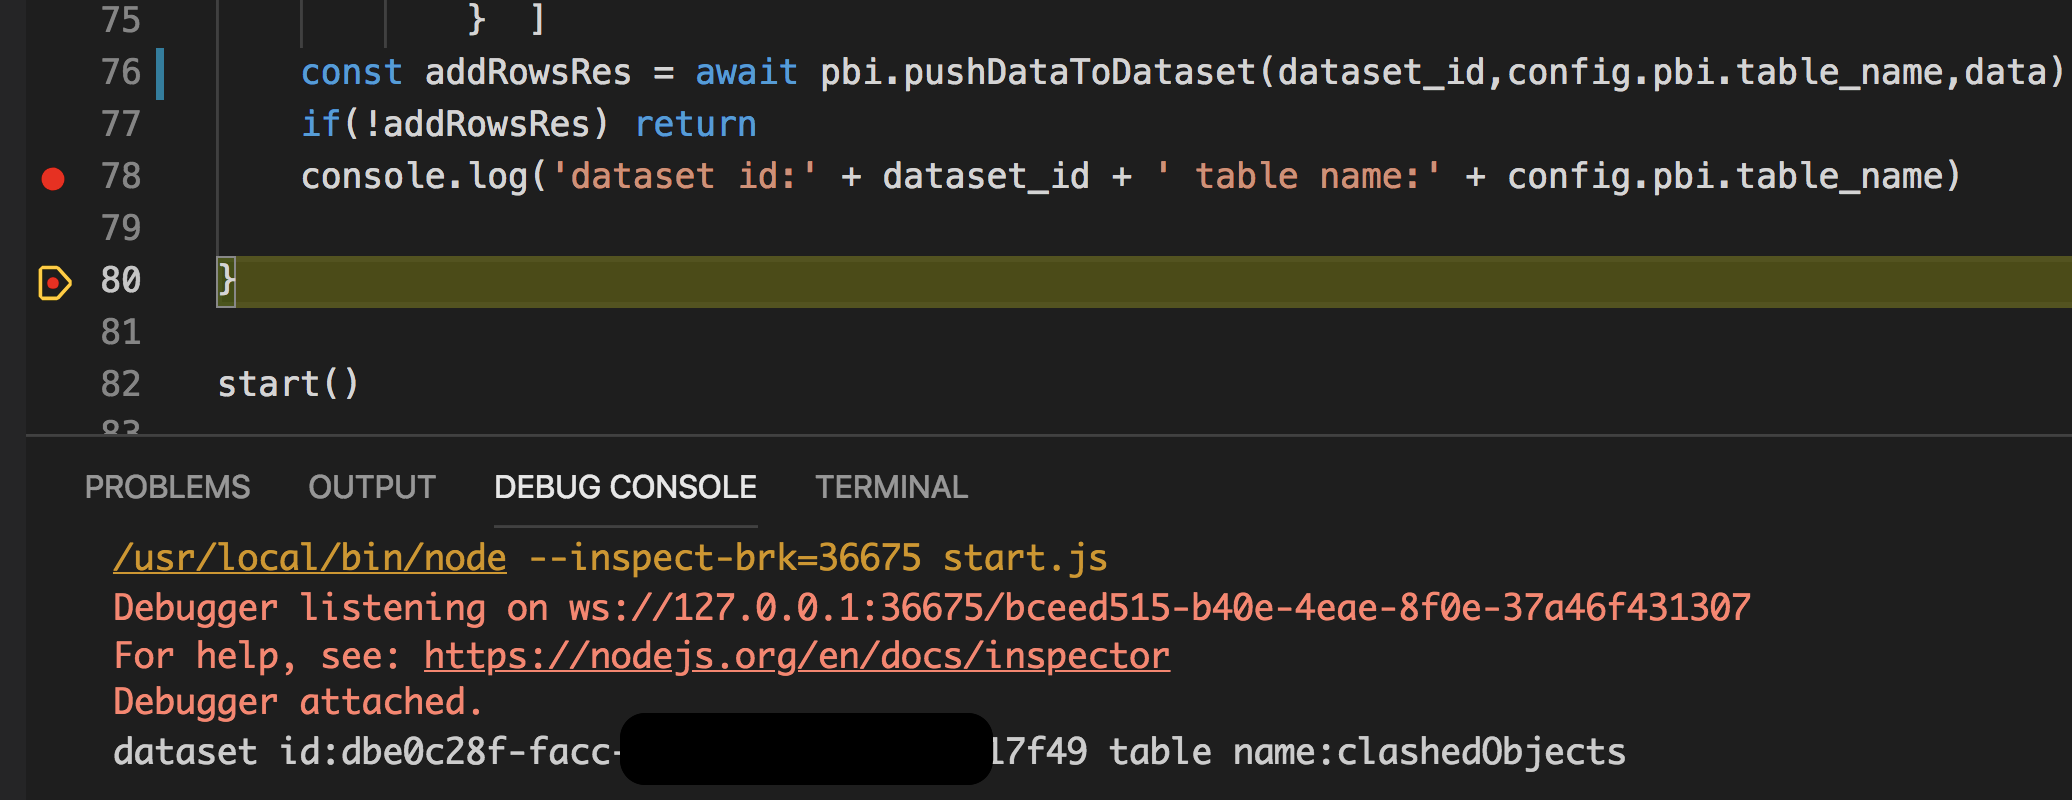 75 } ]
76 const addRowsRes = await pbi.pushDataToDataset(dataset_id,config.pbi.table_name,data)
77 if(!addRowsRes) return
78 console.log('dataset id:' + dataset_id + ' table name:' + config.pbi.table_name)
79
80 }
81
82 start()
83
PROBLEMS OUTPUT DEBUG CONSOLE TERMINAL
/usr/local/bin/node --inspect-brk=36675 start.js
Debugger listening on ws://127.0.0.1:36675/bceed515-b40e-4eae-8f0e-37a46f431307
For help, see: https://nodejs.org/en/docs/inspector
Debugger attached.
dataset id:dbe0c28f-facc- 17f49 table name:clashedObjects